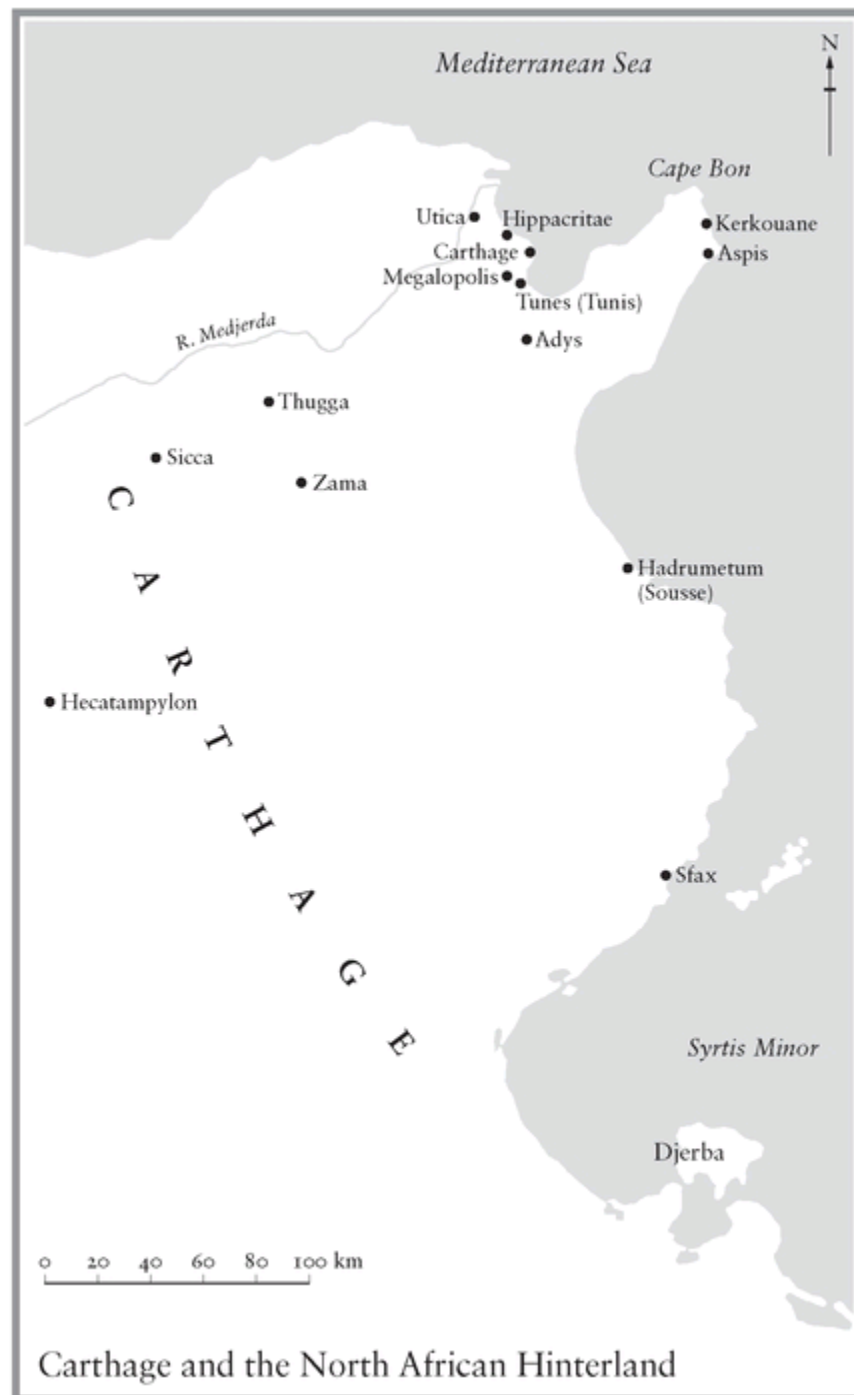 N
Mediterranean Sea
Cape Bon
Utica
Hippacritae
Kerkouane
Carthage
Aspis
Megalopolis
Tunes (Tunis)
R. Medjerda
Adys
Thugga
Sicca
Zama
CARTHAGE
Hadrumetum
(Sousse)
Hecatampylon
Sfax
Syrtis Minor
Djerba
0 20 40 60 80 100 km
Carthage and the North African Hinterland